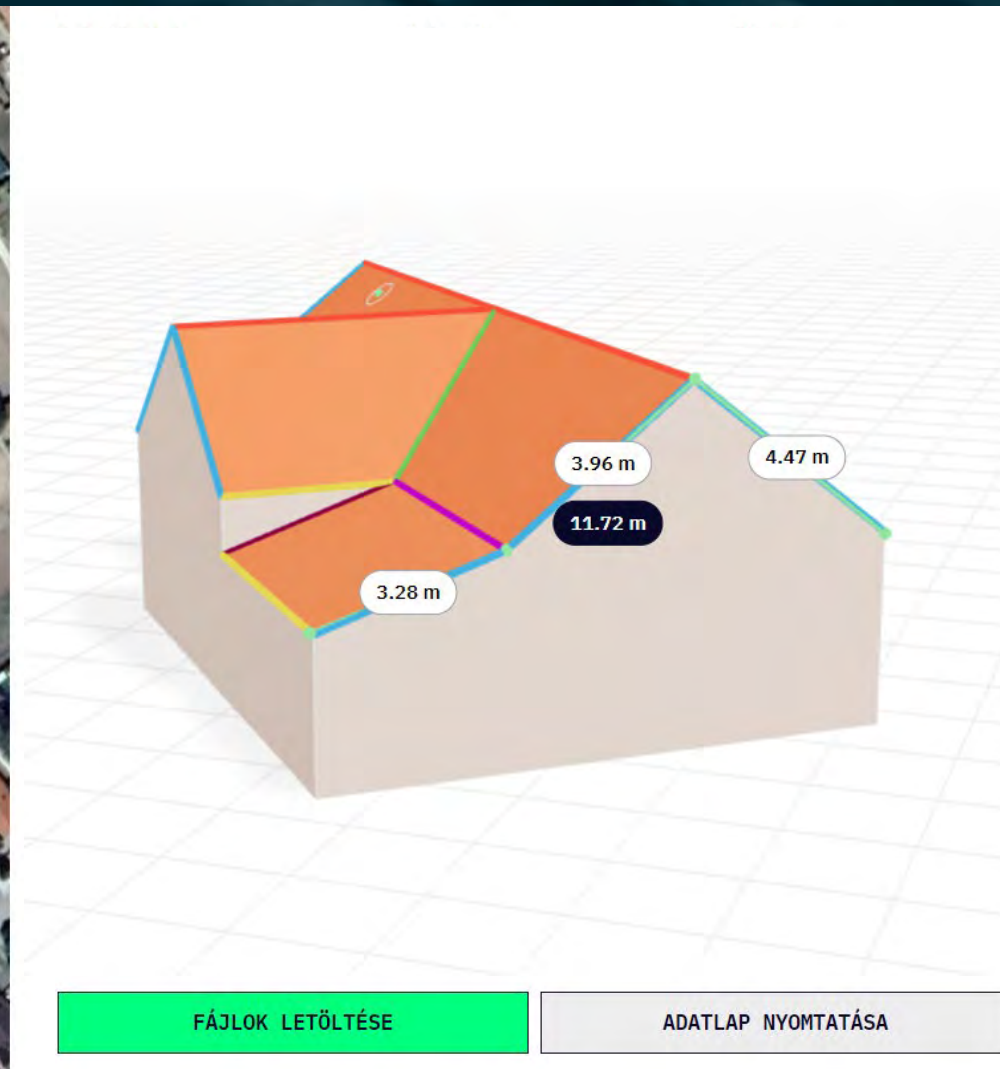 3.96 m
4.47 m
11.72 m
3.28 m
FÁJLOK LETÖLTÉSE
ADATLAP NYOMTATÁSA